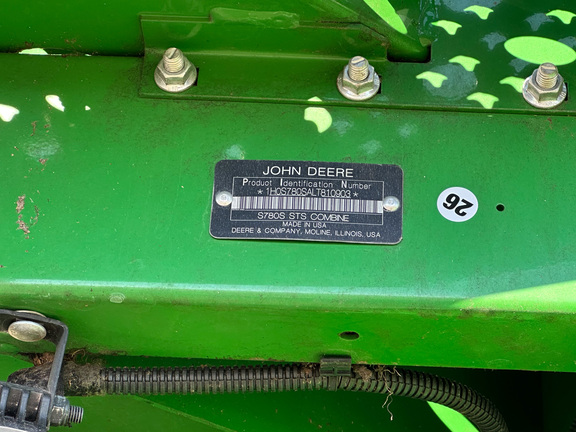 JOHN DEERE
Product Identification Number
*1H0S780SALT810903*
S780S STS COMBINE
MADE IN USA
DEERE & COMPANY, MOLINE, ILLINOIS, USA
26